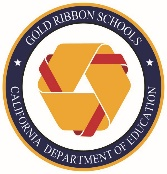 GOLD RIBBON SCHOOLS
CALIFORNIA DEPARTMENT OF EDUCATION